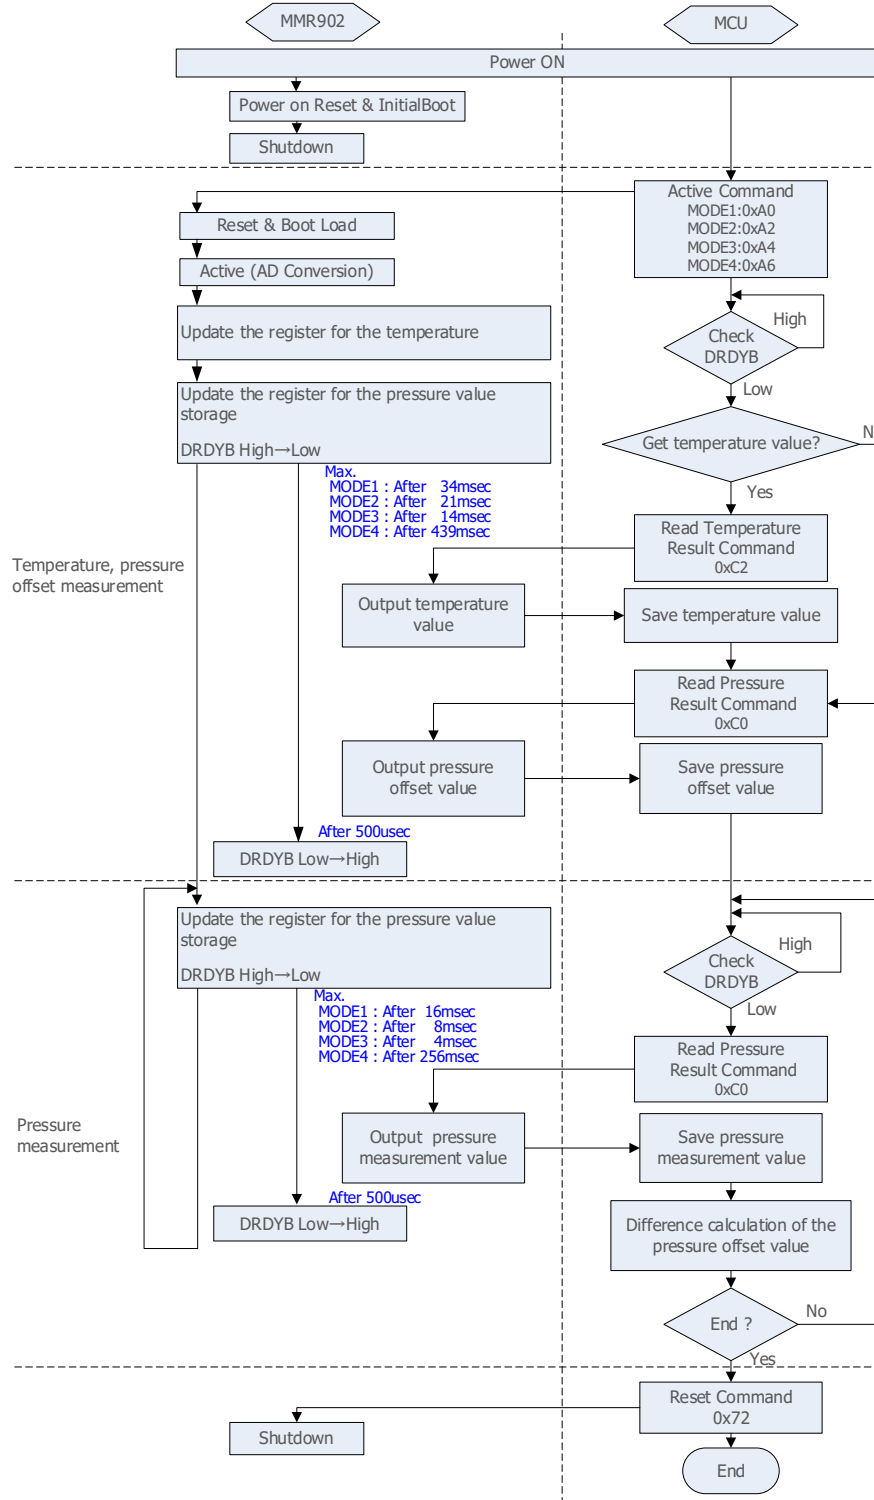 MMR902
MCU
Power ON
Power on Reset & InitialBoot
Shutdown
Active Command
MODE1:0xA0
MODE2:0xA2
MODE3:0xA4
MODE4:0xA6
Reset & Boot Load
Active (AD Conversion)
Update the register for the temperature
High
Check
DRDYB
Low
Update the register for the pressure value
storage
DRDYB High→Low
Get temperature value?
N
Yes
Max.
MODE1 : After 34msec
MODE2 : After 21msec
MODE3 : After 14msec
MODE4 : After 439msec
Read Temperature
Result Command
0xC2
Temperature, pressure
offset measurement
Output temperature
value
Save temperature value
Read Pressure
Result Command
0xC0
Output pressure
offset value
Save pressure
offset value
After 500usec
DRDYB Low→High
Update the register for the pressure value
storage
DRDYB High→Low
High
Check
DRDYB
Low
Max.
MODE1 : After 16msec
MODE2 : After 8msec
MODE3 : After 4msec
MODE4 : After 256msec
Read Pressure
Result Command
0xC0
Pressure
measurement
Output pressure
measurement value
Save pressure
measurement value
After 500usec
DRDYB Low→High
Difference calculation of the
pressure offset value
End ?
No
Yes
Reset Command
0x72
Shutdown
End